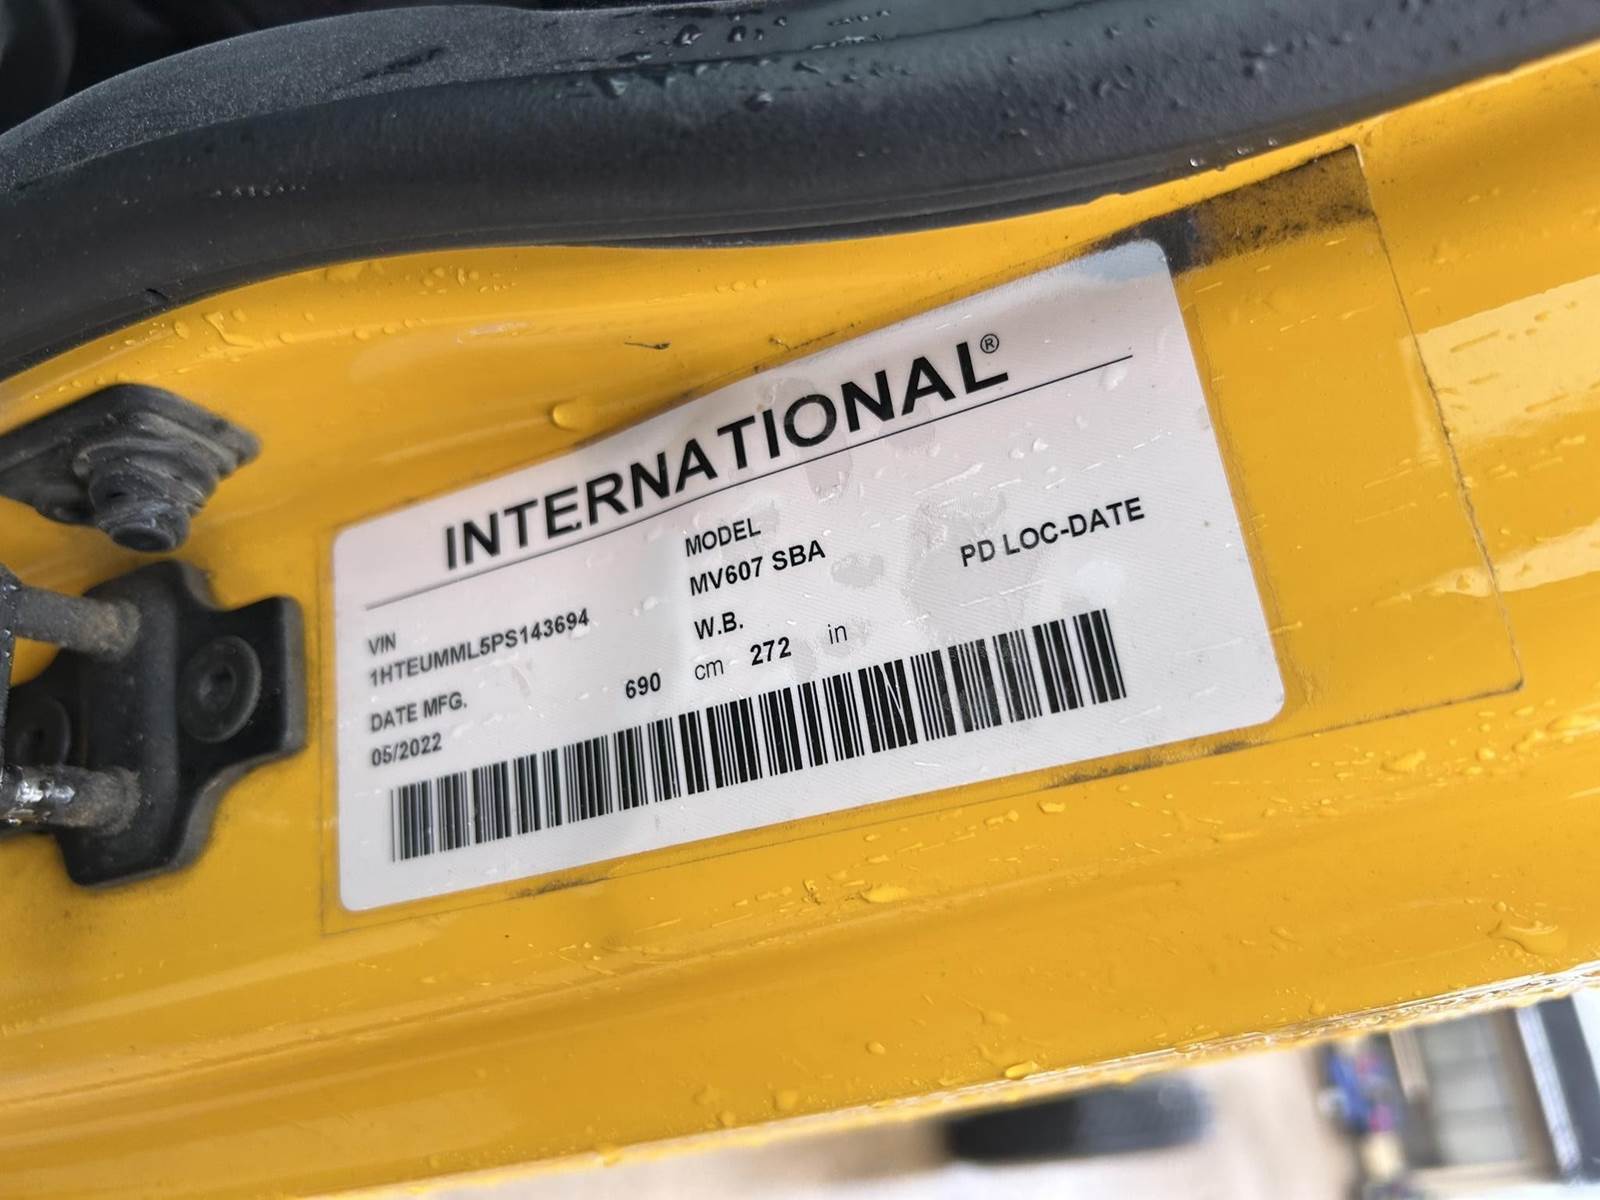 INTERNATIONAL®
VIN
1HTEUMML5PS143694
MODEL
MV607 SBA
PD LOC-DATE
DATE MFG.
05/2022
W.B.
690 cm 272 in